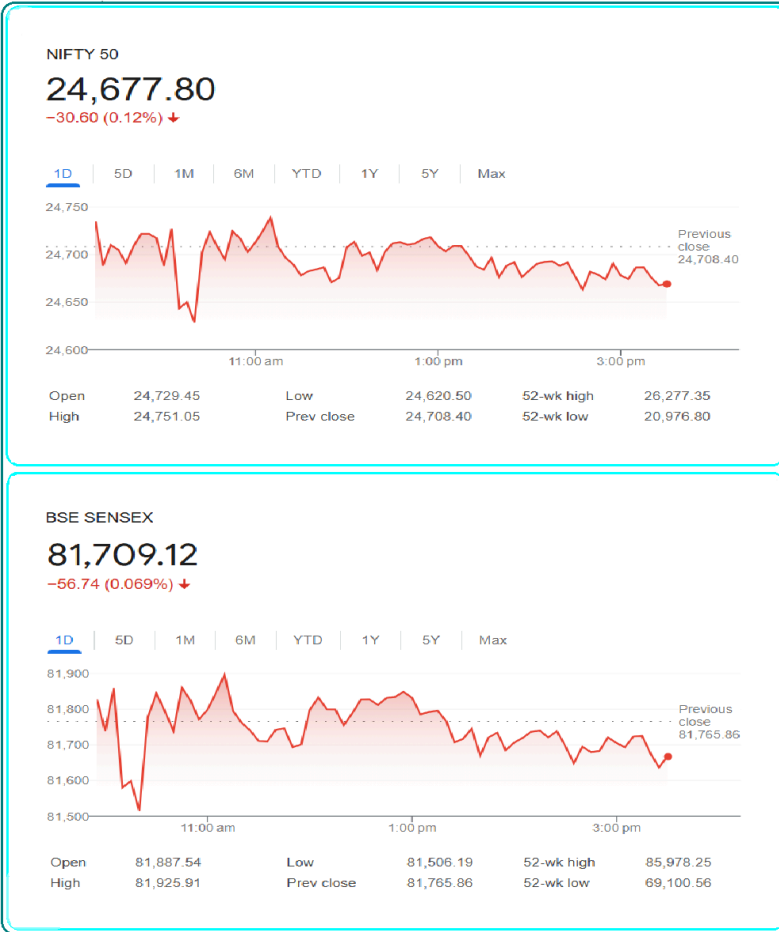 NIFTY 50
24,677.80
−30.60 (0.12%) ↓
1D 5D 1M 6M YTD 1Y 5Y Max
24,750
24,700
24,650
24,600
Previous
close
24,708.40
11:00 am 1:00 pm 3:00 pm
Open 24,729.45 Low 24,620.50 52-wk high 26,277.35
High 24,751.05 Prev close 24,708.40 52-wk low 20,976.80
BSE SENSEX
81,709.12
−56.74 (0.069%) ↓
1D 5D 1M 6M YTD 1Y 5Y Max
81,900
81,800
81,700
81,600
81,500
Previous
close
81,765.86
11:00 am 1:00 pm 3:00 pm
Open 81,887.54 Low 81,506.19 52-wk high 85,978.25
High 81,925.91 Prev close 81,765.86 52-wk low 69,100.56